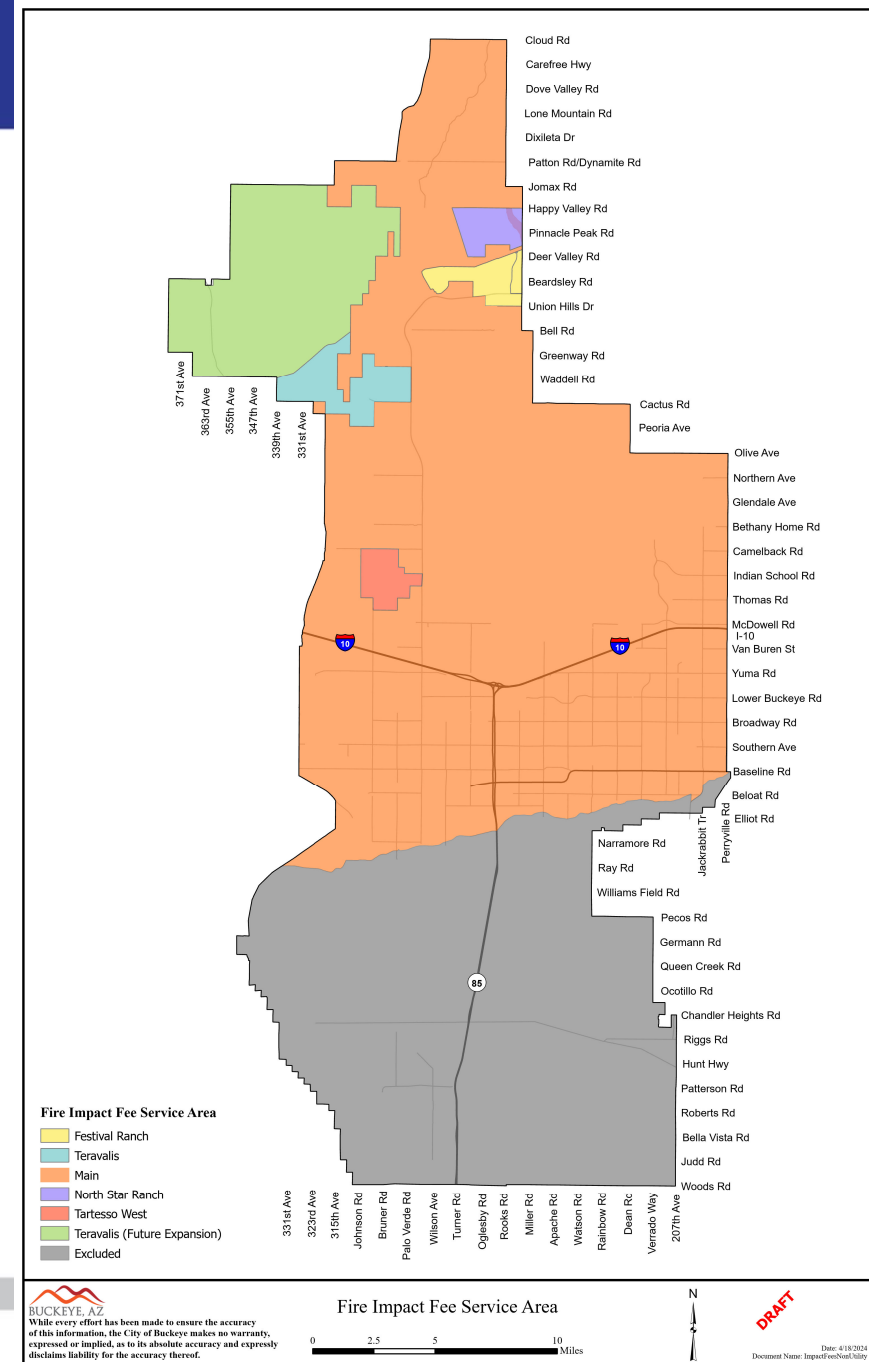 Cloud Rd
Carefree Hwy
Dove Valley Rd
Lone Mountain Rd
Dixileta Dr
Patton Rd/Dynamite Rd
Jomax Rd
Happy Valley Rd
Pinnacle Peak Rd
Deer Valley Rd
Beardsley Rd
Union Hills Dr
Bell Rd
Greenway Rd
Waddell Rd
Cactus Rd
Peoria Ave
Olive Ave
Northern Ave
Glendale Ave
Bethany Home Rd
Camelback Rd
Indian School Rd
Thomas Rd
McDowell Rd
I-10
Van Buren St
Yuma Rd
Lower Buckeye Rd
Broadway Rd
Southern Ave
Baseline Rd
Beloat Rd
Elliot Rd
Perryville Rd
Jackrabbit Tr
Narramore Rd
Ray Rd
Williams Field Rd
Pecos Rd
Germann Rd
Queen Creek Rd
Ocotillo Rd
Chandler Heights Rd
Riggs Rd
Hunt Hwy
Patterson Rd
Roberts Rd
Bella Vista Rd
Judd Rd
Woods Rd
371st Ave
363rd Ave
355th Ave
347th Ave
339th Ave
331st Ave
10
10
85
Fire Impact Fee Service Area
Festival Ranch
Teravalis
Main
North Star Ranch
Tartesso West
Teravalis (Future Expansion)
Excluded
331st Ave
323rd Ave
315th Ave
Johnson Rd
Bruner Rd
Palo Verde Rd
Wilson Ave
Turner Rc
Oglesby Rd
Rooks Rd
Miller Rd
Apache Rd
Watson Rd
Rainbow Rc
Dean Rc
Verrado Way
207th Ave
BUCKEYE, AZ
While every effort has been made to ensure the accuracy
of this information, the City of Buckeye makes no warranty,
expressed or implied, as to its absolute accuracy and expressly
disclaims liability for the accuracy thereof.
Fire Impact Fee Service Area
0 2.5 5 10
Miles
N
DRAFT
Date: 4/18/2024
Document Name: ImpactFeesNonUtility